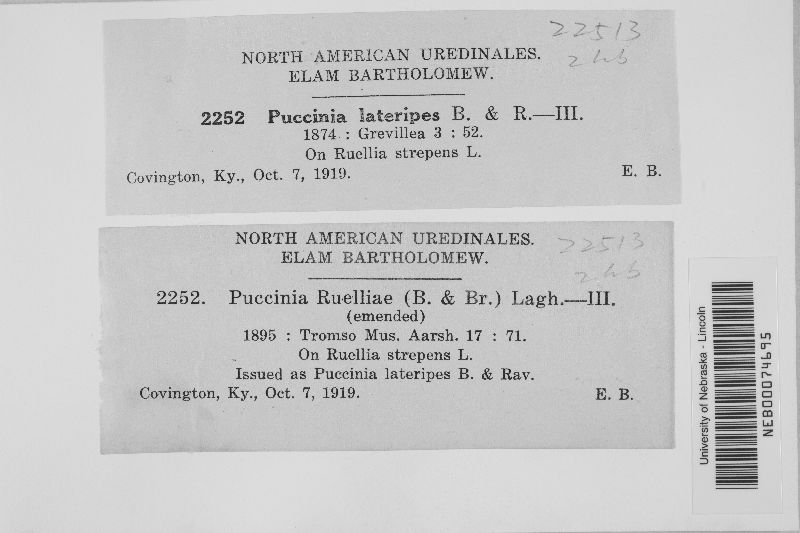 22513
NORTH AMERICAN UREDINALES.
ELAM BARTHOLOMEW.
2252 Puccinia lateripes B. & R.—III.
1874 : Grevillea 3 : 52.
On Ruellia strepens L.
Covington, Ky., Oct. 7, 1919. E. B.
22513
NORTH AMERICAN UREDINALES.
ELAM BARTHOLOMEW.
2252. Puccinia Ruelliae (B. & Br.) Lagh.—III.
(emended)
1895 : Tromso Mus. Aarsh. 17 : 71.
On Ruellia strepens L.
Issued as Puccinia lateripes B. & Rav.
Covington, Ky., Oct. 7, 1919. E. B.
University of Nebraska - Lincoln
NEB00074695